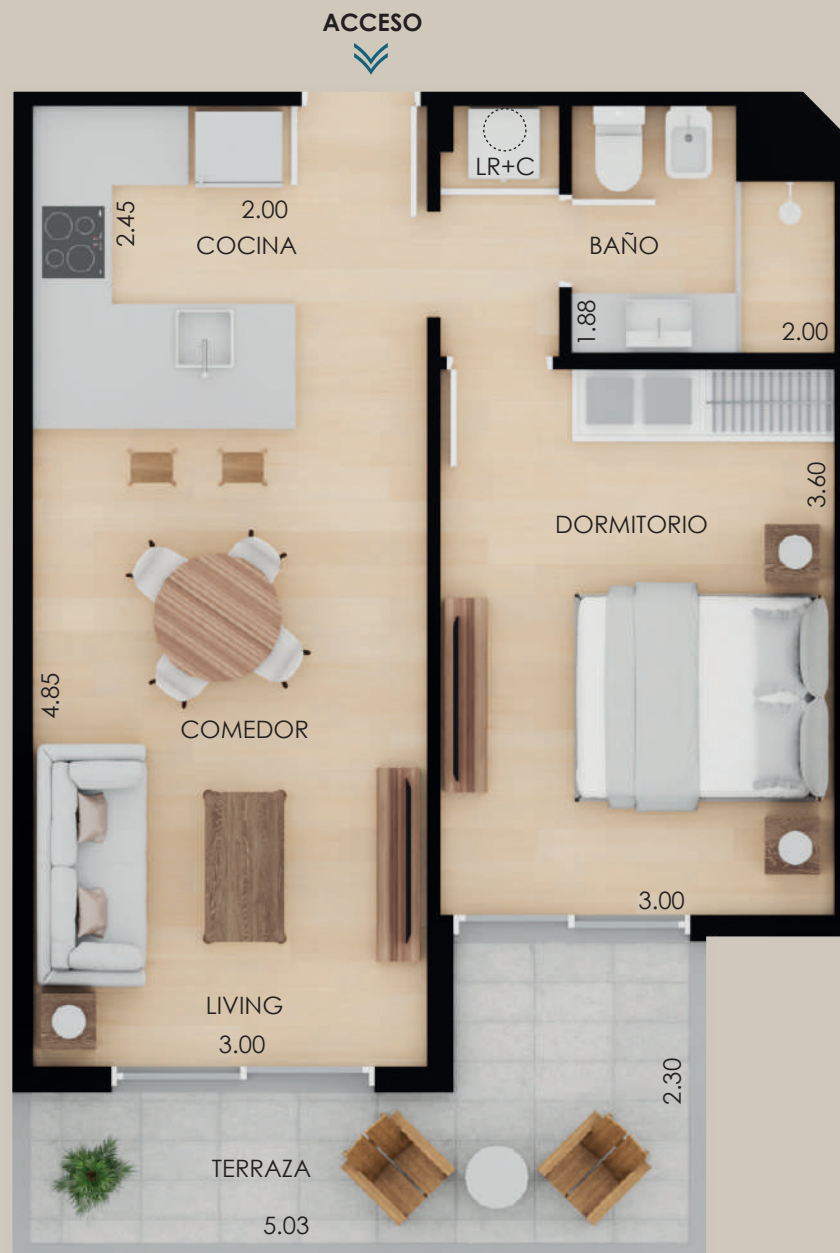 ACCESO
LR+C
2.45
2.00
COCINA
BAÑO
1.88
2.00
3.60
DORMITORIO
4.85
COMEDOR
3.00
LIVING
3.00
2.30
TERRAZA
5.03